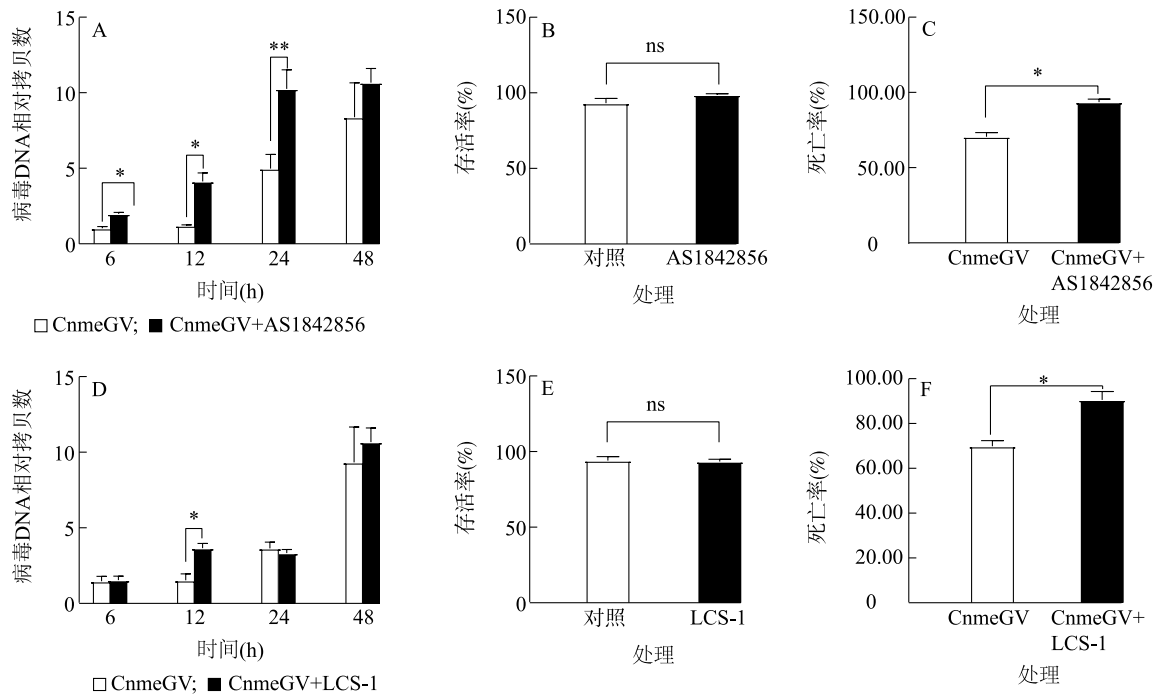 A
病毒DNA相对拷贝数
15
10
5
0
*
*
**
6 12 24 48
时间(h)
□ CnmeGV; ■ CnmeGV+AS1842856
B
存活率(%)
150
100
50
0
ns
对照 AS1842856
处理
C
死亡率(%)
150.00
100.00
50.00
0
*
CnmeGV CnmeGV+
AS1842856
处理
D
病毒DNA相对拷贝数
15
10
5
0
*
6 12 24 48
时间(h)
□ CnmeGV; ■ CnmeGV+LCS-1
E
存活率(%)
150
100
50
0
ns
对照 LCS-1
处理
F
死亡率(%)
100.00
80.00
60.00
40.00
20.00
0
*
CnmeGV CnmeGV+
LCS-1
处理